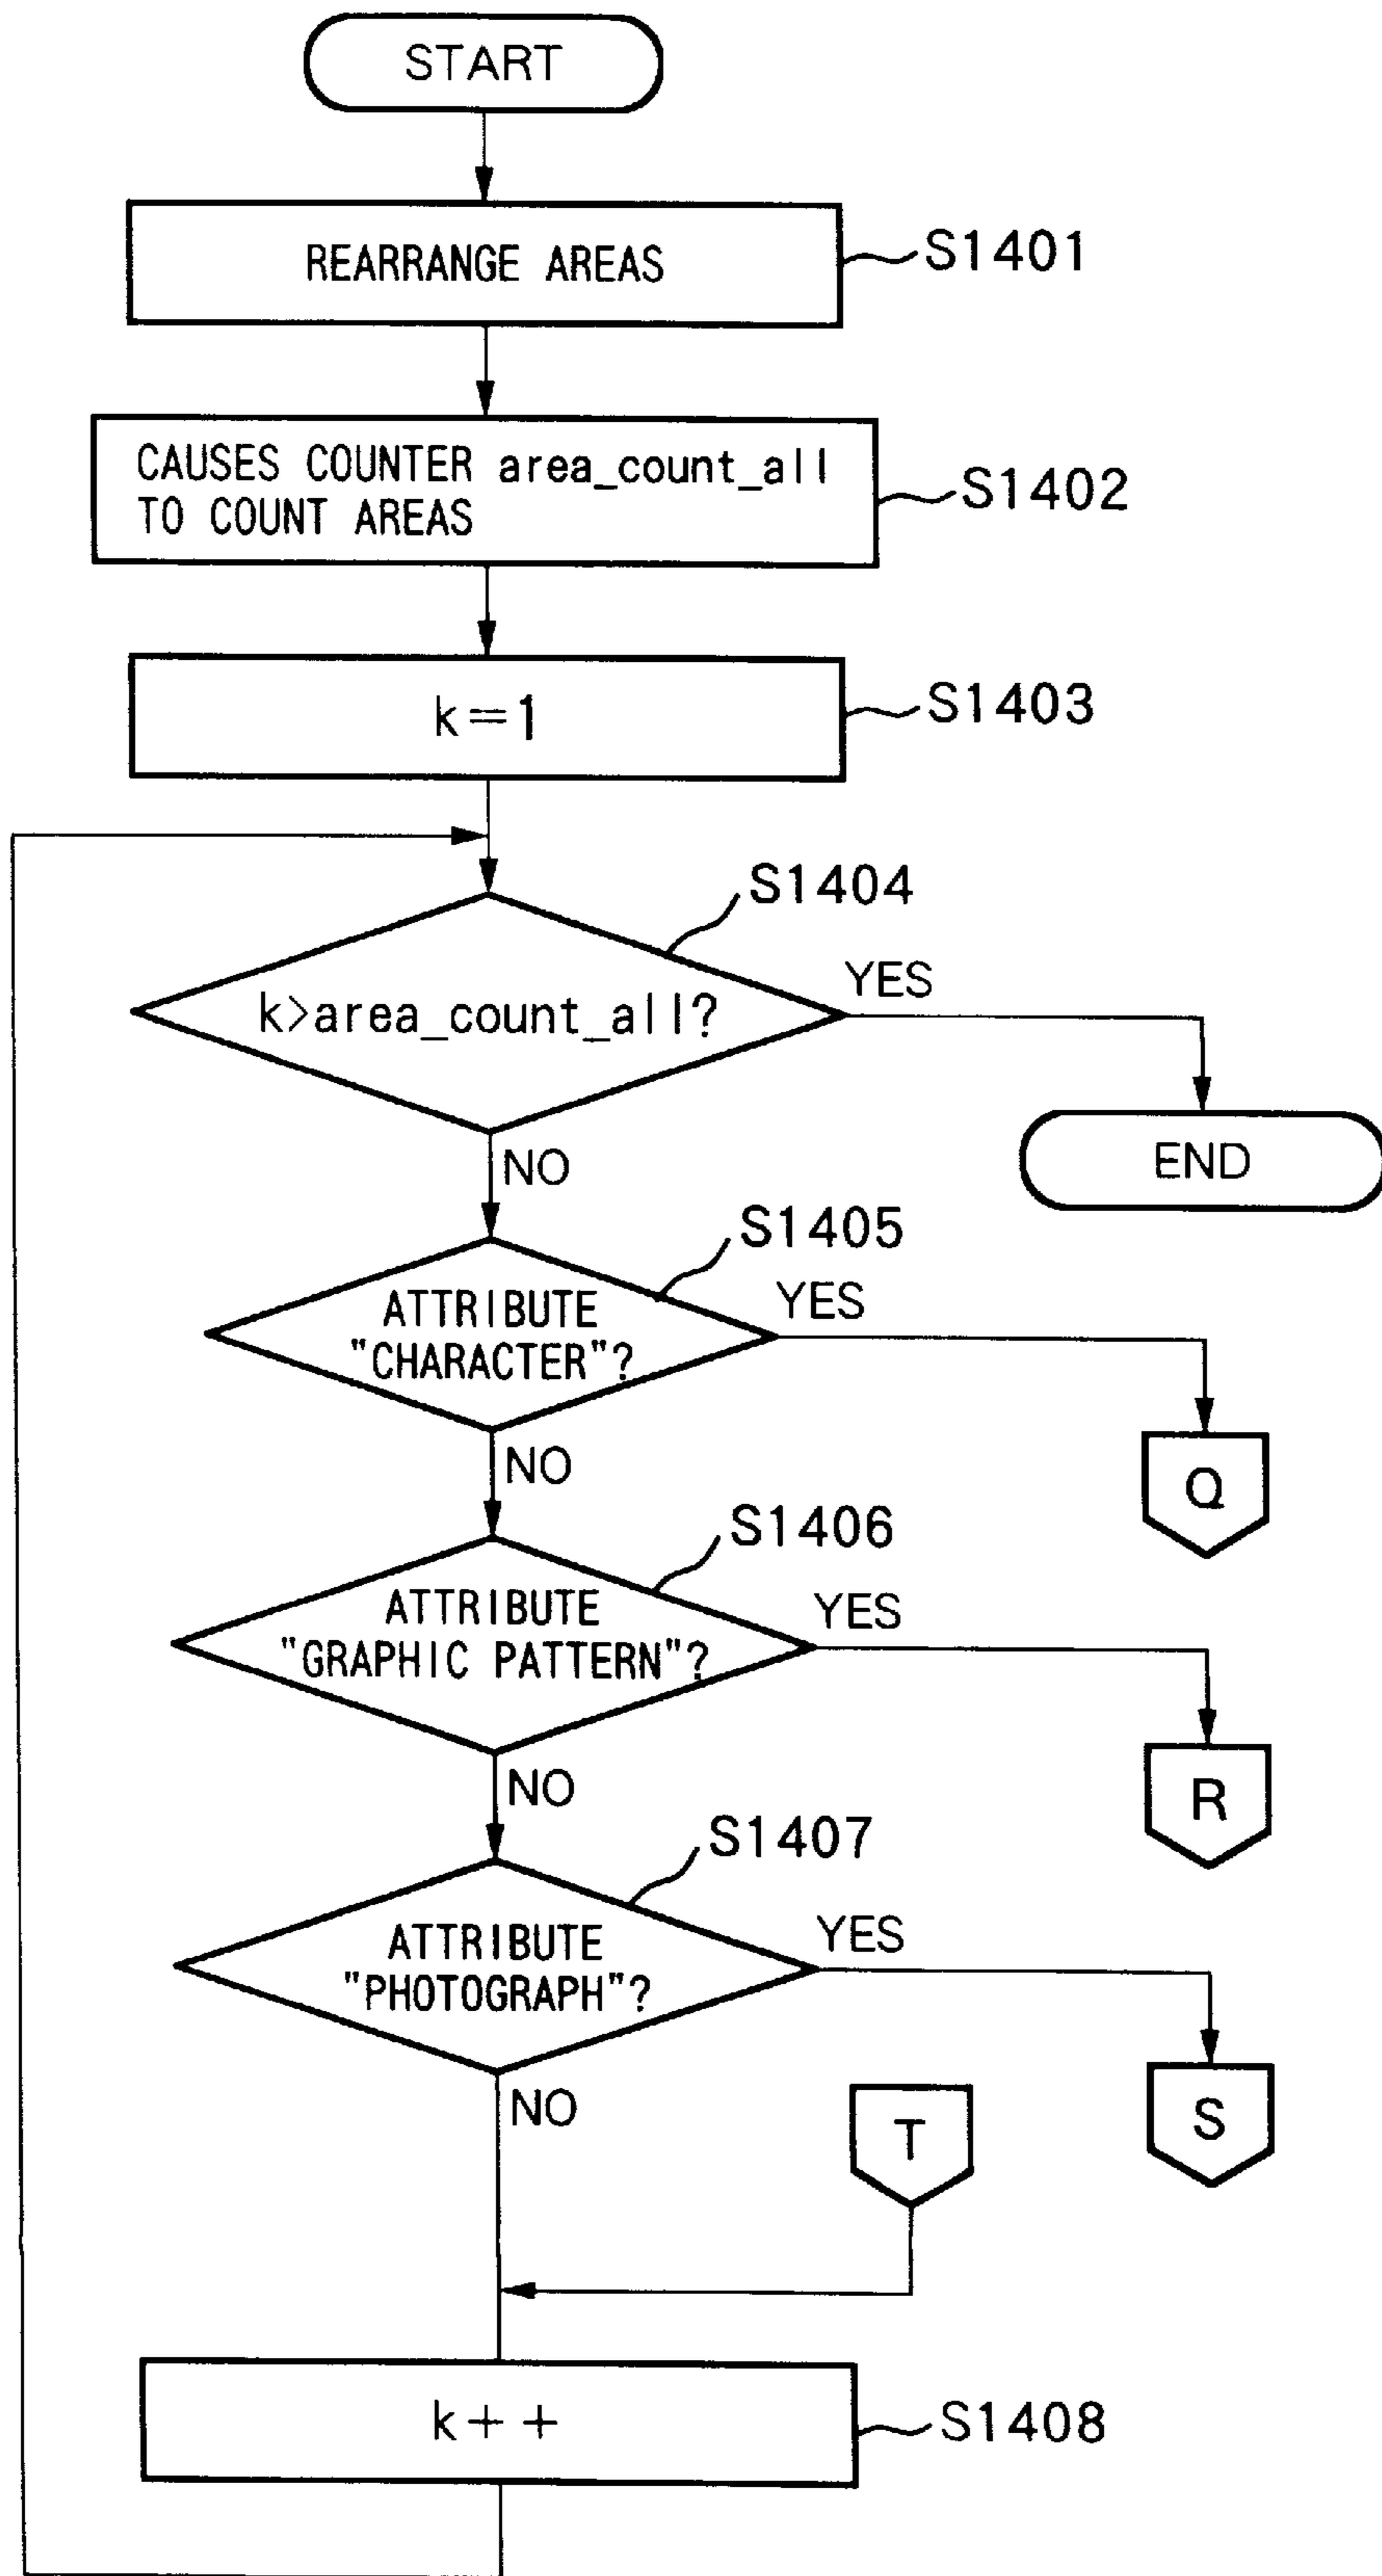 START
REARRANGE AREAS
S1401
CAUSES COUNTER area_count_all
TO COUNT AREAS
S1402
k=1
S1403
S1404
k>area_count_all?
YES
END
NO
S1405
ATTRIBUTE
"CHARACTER"?
YES
Q
NO
S1406
ATTRIBUTE
"GRAPHIC PATTERN"?
YES
R
NO
S1407
ATTRIBUTE
"PHOTOGRAPH"?
YES
S
NO
T
k++
S1408